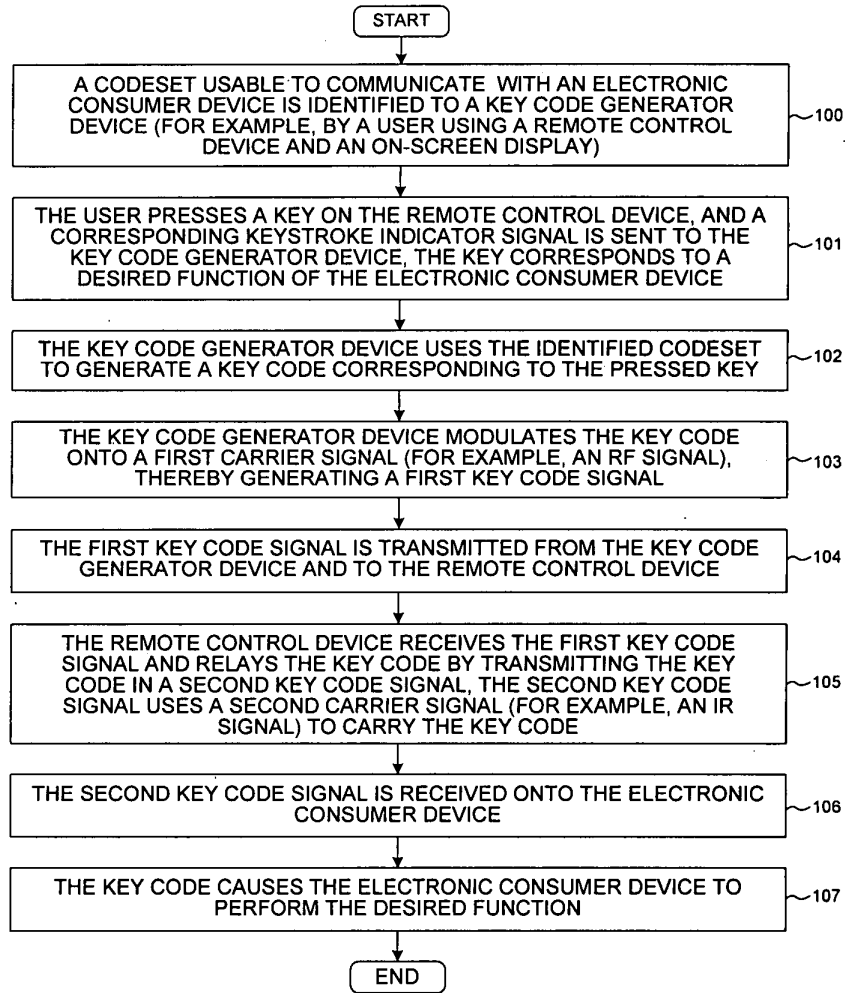 START
A CODESET USABLE TO COMMUNICATE WITH AN ELECTRONIC
CONSUMER DEVICE IS IDENTIFIED TO A KEY CODE GENERATOR
DEVICE (FOR EXAMPLE, BY A USER USING A REMOTE CONTROL
DEVICE AND AN ON-SCREEN DISPLAY)
100
THE USER PRESSES A KEY ON THE REMOTE CONTROL DEVICE, AND A
CORRESPONDING KEYSTROKE INDICATOR SIGNAL IS SENT TO THE
KEY CODE GENERATOR DEVICE, THE KEY CORRESPONDS TO A
DESIRED FUNCTION OF THE ELECTRONIC CONSUMER DEVICE
101
THE KEY CODE GENERATOR DEVICE USES THE IDENTIFIED CODESET
TO GENERATE A KEY CODE CORRESPONDING TO THE PRESSED KEY
102
THE KEY CODE GENERATOR DEVICE MODULATES THE KEY CODE
ONTO A FIRST CARRIER SIGNAL (FOR EXAMPLE, AN RF SIGNAL),
THEREBY GENERATING A FIRST KEY CODE SIGNAL
103
THE FIRST KEY CODE SIGNAL IS TRANSMITTED FROM THE KEY CODE
GENERATOR DEVICE AND TO THE REMOTE CONTROL DEVICE
104
THE REMOTE CONTROL DEVICE RECEIVES THE FIRST KEY CODE
SIGNAL AND RELAYS THE KEY CODE BY TRANSMITTING THE KEY
CODE IN A SECOND KEY CODE SIGNAL, THE SECOND KEY CODE
SIGNAL USES A SECOND CARRIER SIGNAL (FOR EXAMPLE, AN IR
SIGNAL) TO CARRY THE KEY CODE
105
THE SECOND KEY CODE SIGNAL IS RECEIVED ONTO THE ELECTRONIC
CONSUMER DEVICE
106
THE KEY CODE CAUSES THE ELECTRONIC CONSUMER DEVICE TO
PERFORM THE DESIRED FUNCTION
107
END